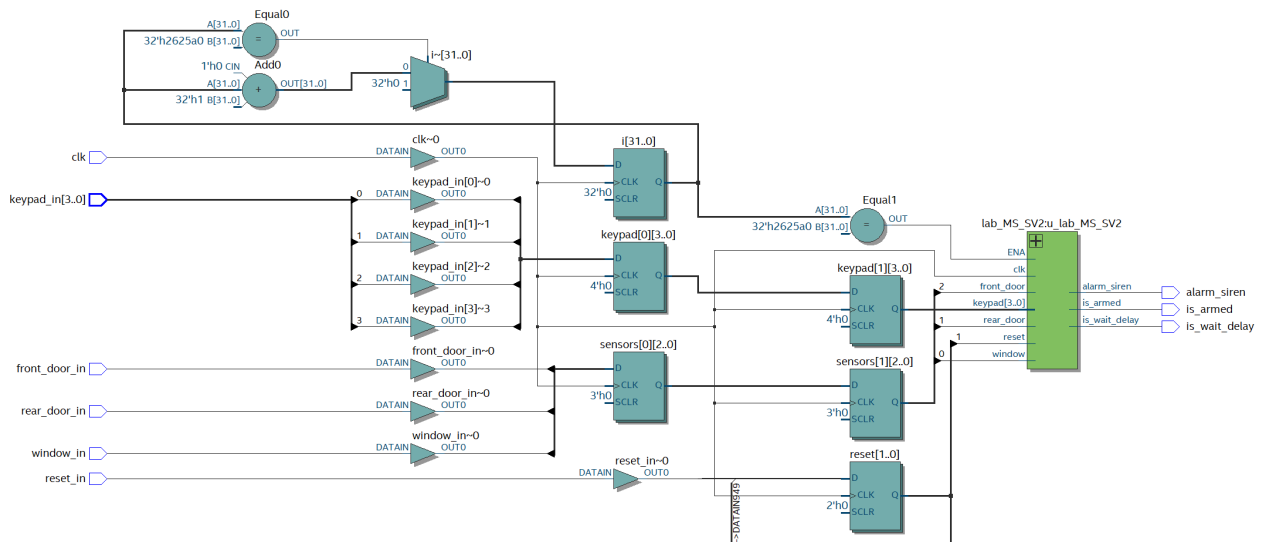 Equal0
A[31..0]
OUT
32'h2625a0 B[31..0]
=
i~[31..0]
1'h0 CIN
Add0
0
A[31..0]
+
OUT[31..0]
32'h0 1
32'h1 B[31..0]
clk~0
i[31..0]
clk
DATAIN
OUT0
D
keypad_in[0]~0
>CLK
Q
keypad_in[3..0]
0
DATAIN
OUT0
32'h0
SCLR
Equal1
A[31..0]
OUT
32'h2625a0 B[31..0]
=
lab_MS_SV2:u_lab_MS_SV2
keypad_in[1]~1
keypad[0][3..0]
1
DATAIN
OUT0
D
ENA
keypad_in[2]~2
>CLK
Q
keypad[1][3..0]
clk
2
DATAIN
OUT0
4'h0
SCLR
D
2
front_door
alarm_siren
alarm_siren
keypad_in[3]~3
>CLK
Q
keypad[3..0]
is_armed
is_armed
3
DATAIN
OUT0
4'h0
SCLR
1
rear_door
is_wait_delay
is_wait_delay
front_door_in~0
sensors[0][2..0]
1
reset
front_door_in
DATAIN
OUT0
D
sensors[1][2..0]
0
window
rear_door_in~0
>CLK
Q
D
3'h0
SCLR
>CLK
Q
rear_door_in
DATAIN
OUT0
3'h0
SCLR
window_in~0
window_in
DATAIN
OUT0
reset_in~0
reset[1..0]
reset_in
DATAIN
OUT0
D
>CLK
Q
2'h0
SCLR
->DATAIN949